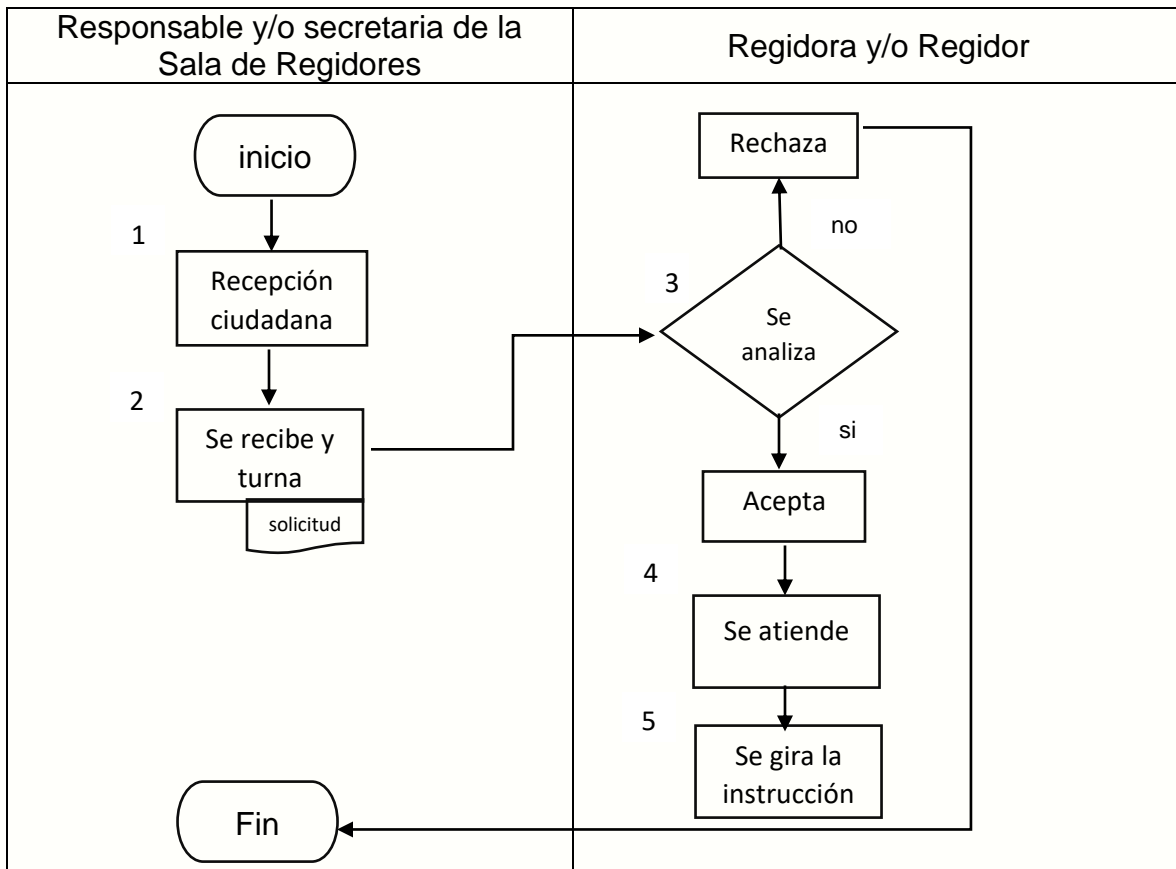 Responsable y/o secretaria de la
Sala de Regidores
Regidora y/o Regidor
inicio
1
Recepción
ciudadana
2
Se recibe y
turna
solicitud
Rechaza
no
3
Se
analiza
si
Acepta
4
Se atiende
5
Se gira la
instrucción
Fin